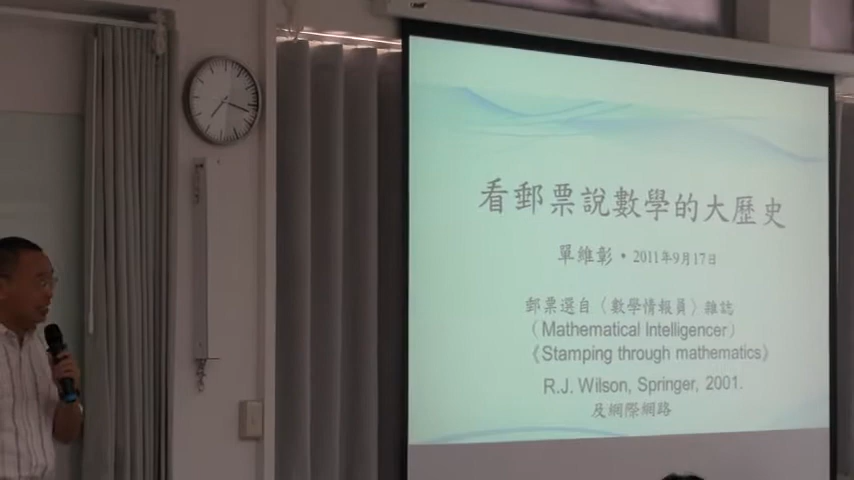 看郵票說數學的大歷史
單維彰・2011年9月17日
郵票選自〈數學情報員〉雜誌
（Mathematical Intelligencer）
《Stamping through mathematics》
R.J. Wilson, Springer, 2001.
及網際網路